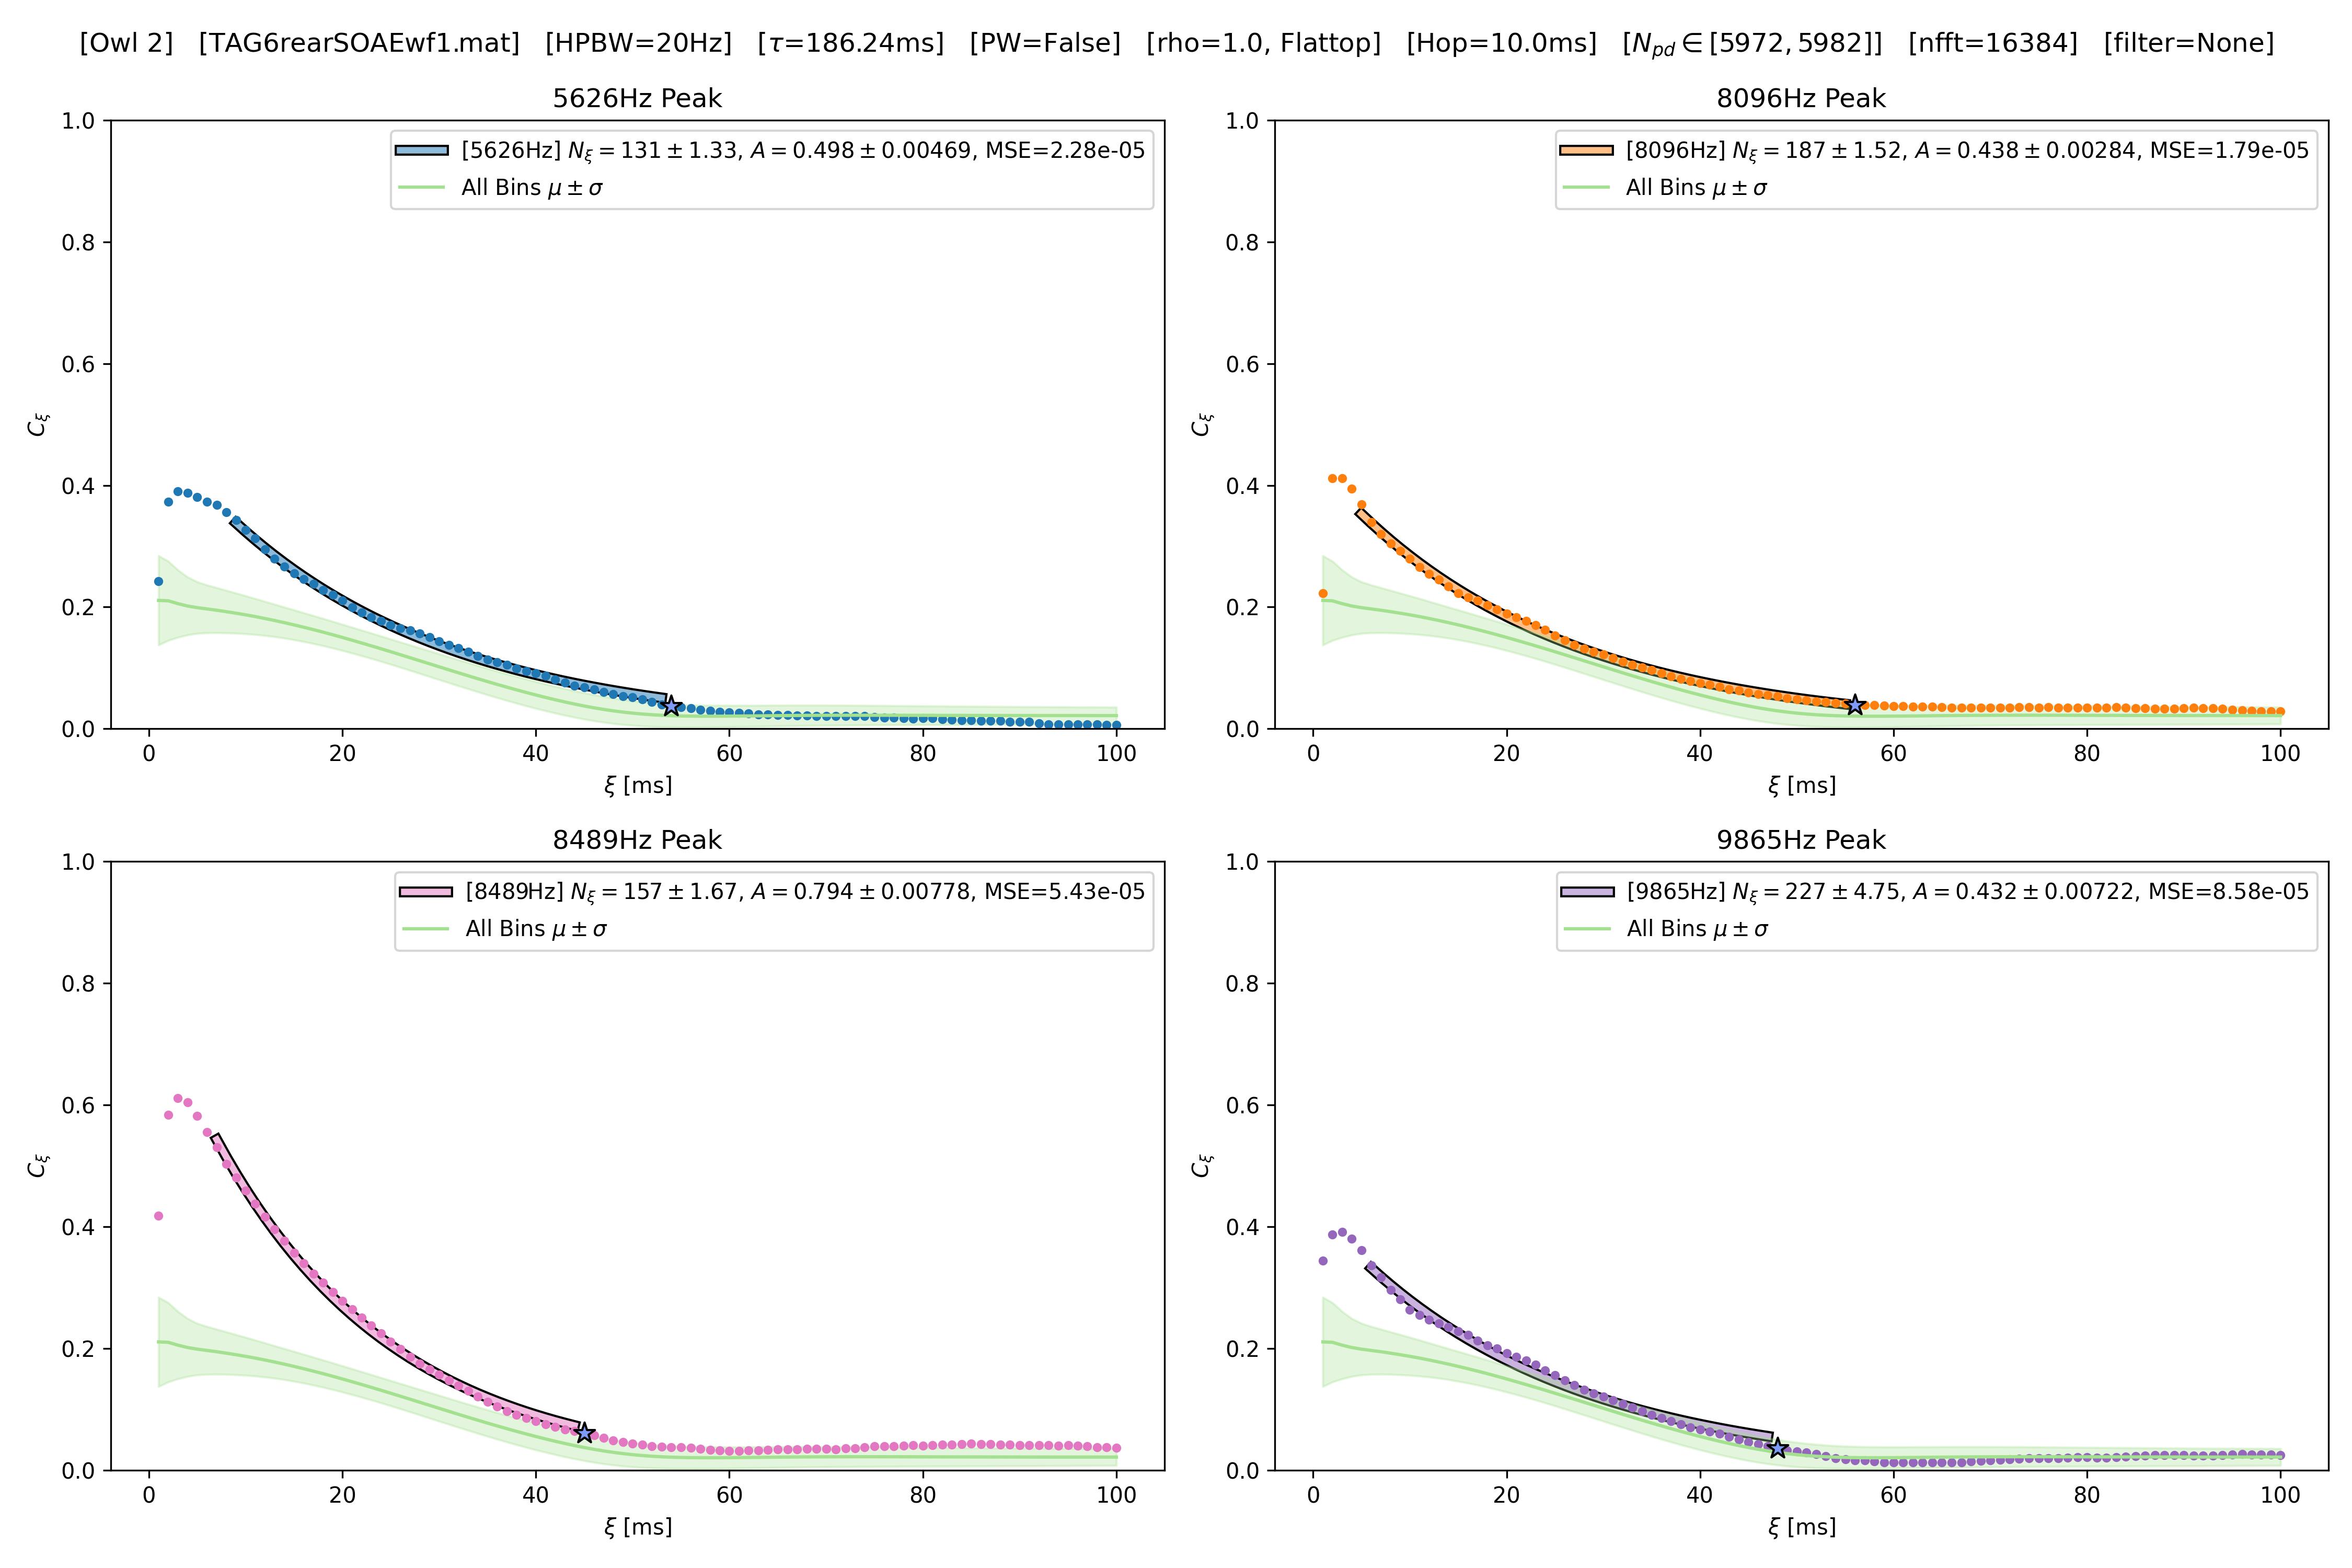 [Owl 2] [TAG6rearSOAEwf1.mat] [HPBW=20Hz] [τ=186.24ms] [PW=False] [rho=1.0, Flattop] [Hop=10.0ms] [N_pd ∈ [5972, 5982]] [nfft=16384] [filter=None]
5626Hz Peak
[5626Hz] N_ξ = 131 ± 1.33, A = 0.498 ± 0.00469, MSE=2.28e-05
All Bins μ ± σ
1.0
0.8
0.6
0.4
0.2
0.0
C_ξ
0 20 40 60 80 100
ξ [ms]
8096Hz Peak
[8096Hz] N_ξ = 187 ± 1.52, A = 0.438 ± 0.00284, MSE=1.79e-05
All Bins μ ± σ
1.0
0.8
0.6
0.4
0.2
0.0
C_ξ
0 20 40 60 80 100
ξ [ms]
8489Hz Peak
[8489Hz] N_ξ = 157 ± 1.67, A = 0.794 ± 0.00778, MSE=5.43e-05
All Bins μ ± σ
1.0
0.8
0.6
0.4
0.2
0.0
C_ξ
0 20 40 60 80 100
ξ [ms]
9865Hz Peak
[9865Hz] N_ξ = 227 ± 4.75, A = 0.432 ± 0.00722, MSE=8.58e-05
All Bins μ ± σ
1.0
0.8
0.6
0.4
0.2
0.0
C_ξ
0 20 40 60 80 100
ξ [ms]